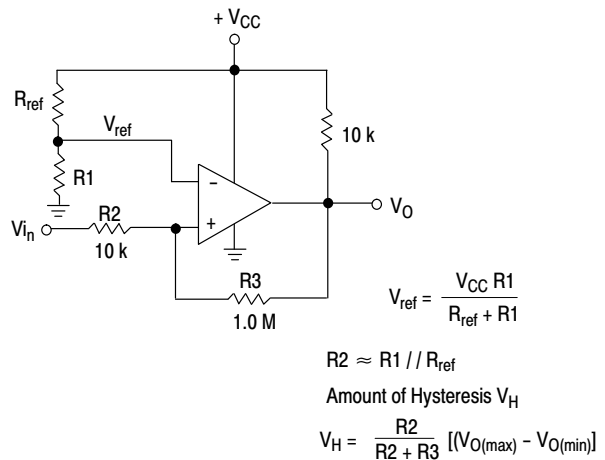 + VCC
Rref
Vref
10 k
R1
–
+
VO
Vin
R2
10 k
R3
1.0 M
Vref = VCC R1 / Rref + R1
R2 ≈ R1 // Rref
Amount of Hysteresis VH
VH = R2 / R2 + R3 [(VO(max) – VO(min)]